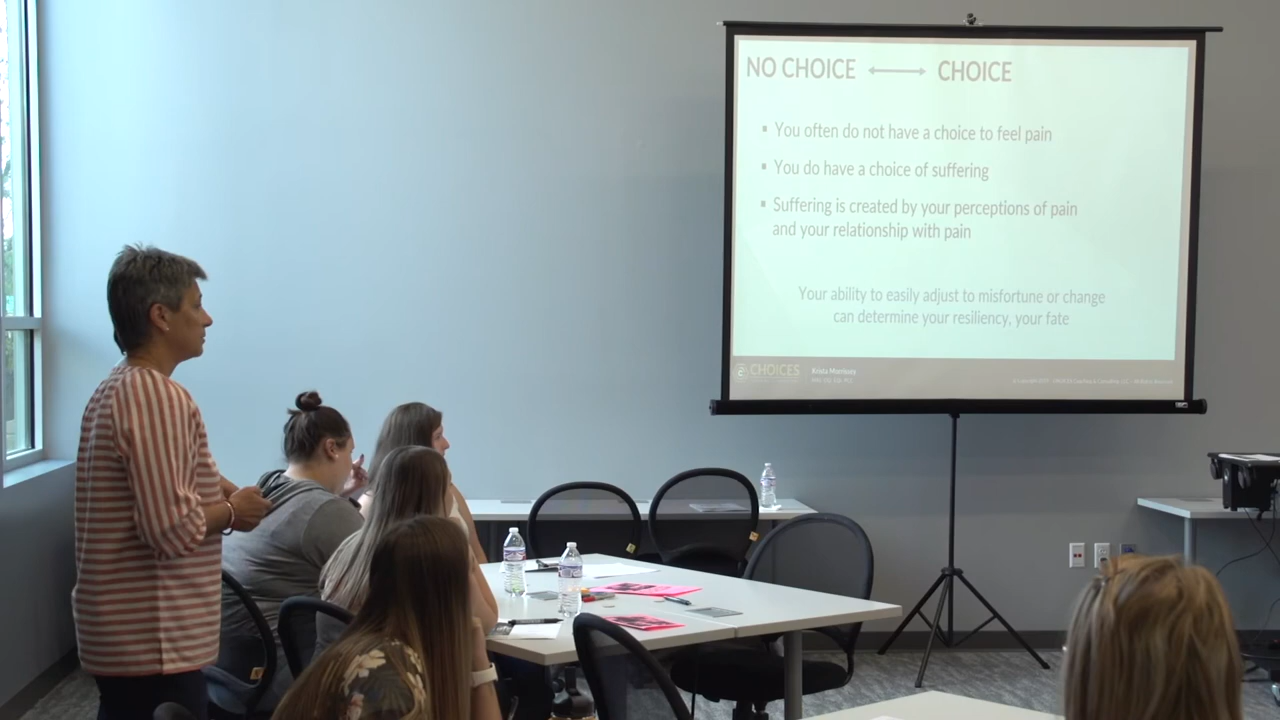 NO CHOICE ↔ CHOICE
▪ You often do not have a choice to feel pain
▪ You do have a choice of suffering
▪ Suffering is created by your perceptions of pain
and your relationship with pain
Your ability to easily adjust to misfortune or change
can determine your resiliency, your fate
CHOICES
Krista Morrissey